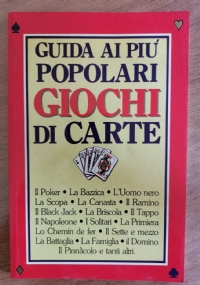 GUIDA AI PIU'
POPOLARI
GIOCHI
DI CARTE
Il Poker • La Bazzica • L'Uomo nero
La Scopa • La Canasta • Il Ramino
Il Black Jack • La Briscola • Il Tappo
Il Napoleone • I Solitari • La Primiera
Lo Chemin de fer • Il Sette e mezzo
La Battaglia • La Famiglia • il Domino
Il Pinnàcolo e tanti altri.